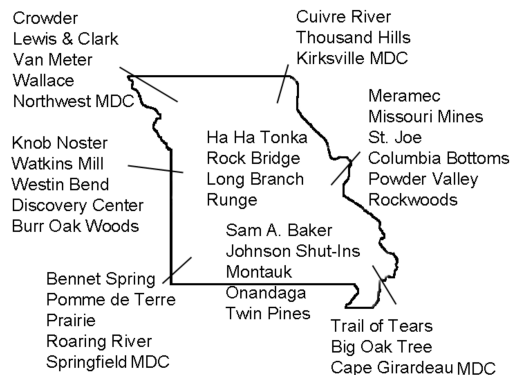 Crowder
Lewis & Clark
Van Meter
Wallace
Northwest MDC
Cuivre River
Thousand Hills
Kirksville MDC
Meramec
Missouri Mines
St. Joe
Columbia Bottoms
Powder Valley
Rockwoods
Knob Noster
Watkins Mill
Westin Bend
Discovery Center
Burr Oak Woods
Ha Ha Tonka
Rock Bridge
Long Branch
Runge
Sam A. Baker
Johnson Shut-Ins
Montauk
Onandaga
Twin Pines
Bennet Spring
Pomme de Terre
Prairie
Roaring River
Springfield MDC
Trail of Tears
Big Oak Tree
Cape Girardeau MDC